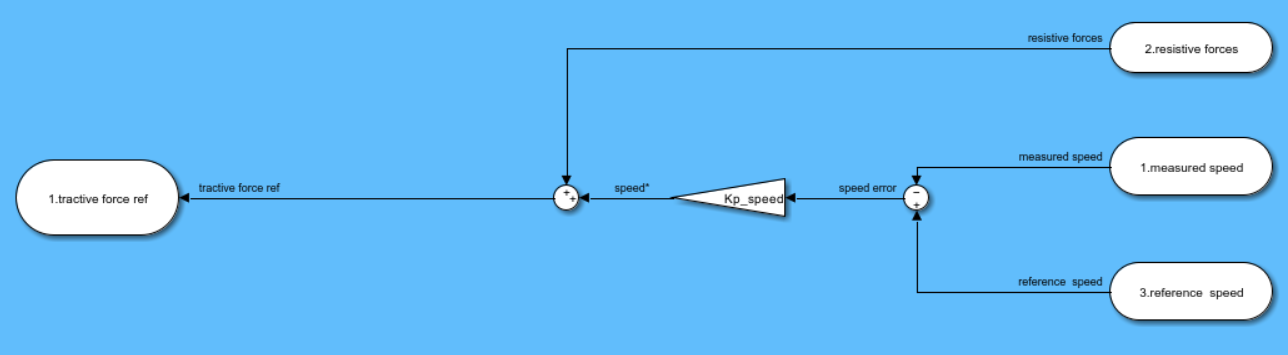 resistive forces
2.resistive forces
measured speed
1.measured speed
tractive force ref
1.tractive force ref
+
+
speed*
Kp_speed
speed error
−
+
reference  speed
3.reference  speed